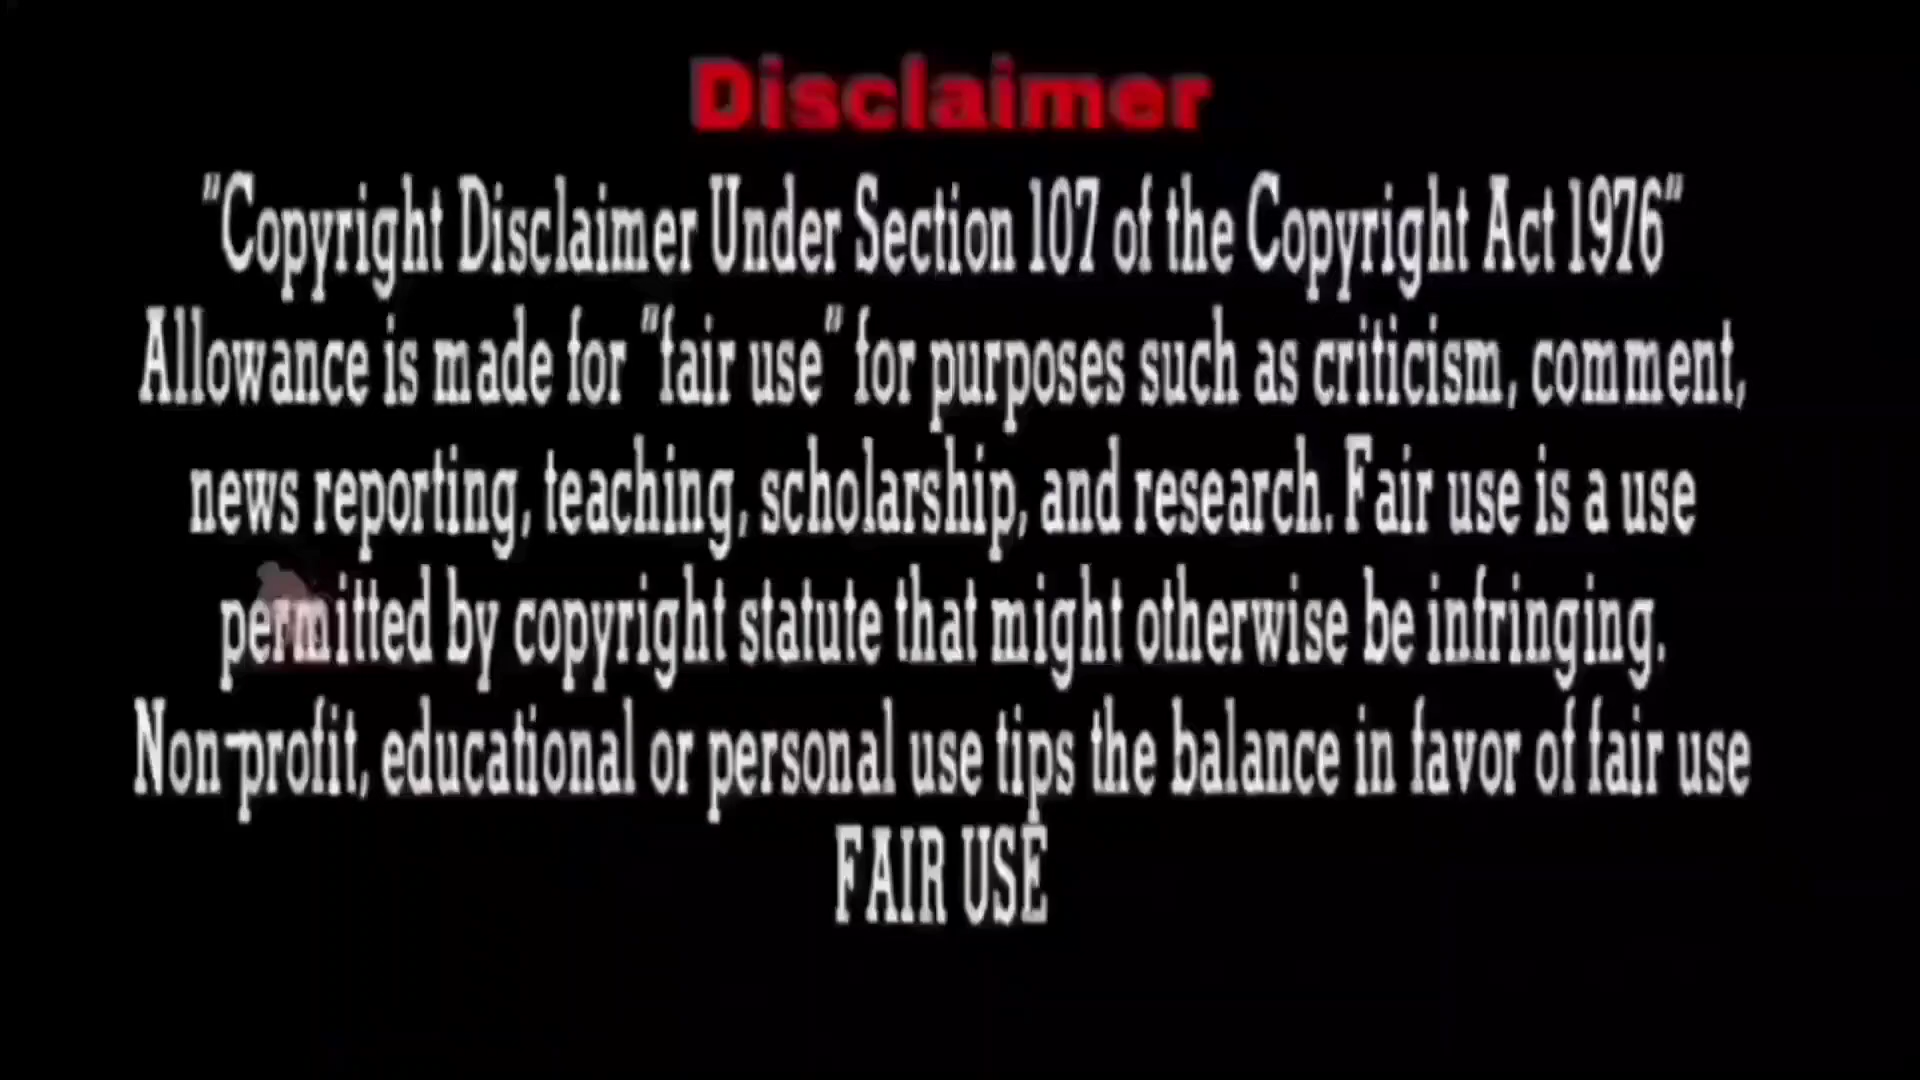 Disclaimer
"Copyright Disclaimer Under Section 107 of the Copyright Act 1976"
Allowance is made for "fair use" for purposes such as criticism, comment,
news reporting, teaching, scholarship, and research. Fair use is a use
permitted by copyright statute that might otherwise be infringing.
Non-profit, educational or personal use tips the balance in favor of fair use
FAIR USE